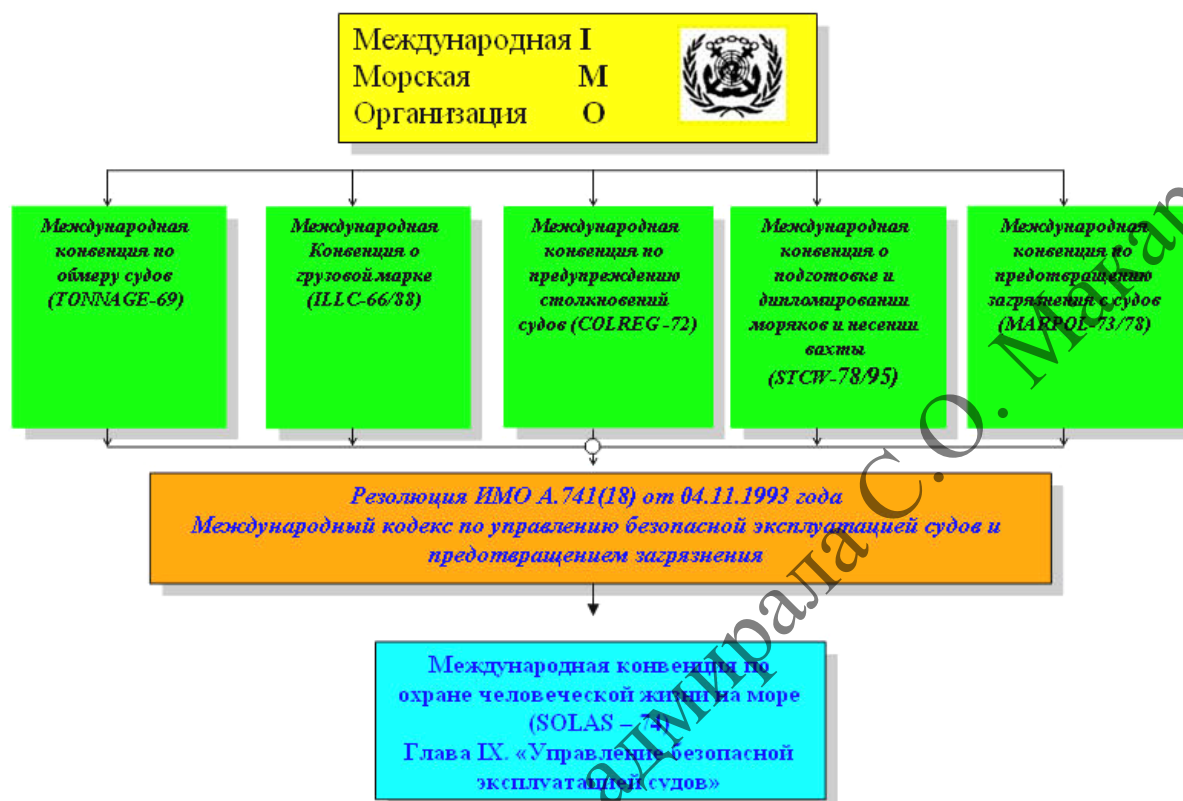 Международная I
Морская M
Организация O
Международная
конвенция по
обмеру судов
(TONNAGE-69)
Международная
Конвенция о
грузовой марке
(ILLC-66/88)
Международная
конвенция по
предупреждению
столкновений
судов (COLREG -72)
Международная
конвенция о
подготовке и
дипломировании
моряков и несении
вахты
(STCW-78/95)
Международная
конвенция по
предотвращению
загрязнения с судов
(MARPOL-73/78)
Резолюция ИМО А.741(18) от 04.11.1993 года
Международный кодекс по управлению безопасной эксплуатацией судов и
предотвращением загрязнения
Международная конвенция по
охране человеческой жизни на море
(SOLAS – 74)
Глава IX. «Управление безопасной
эксплуатацией судов»
адмирала С.О. Макар